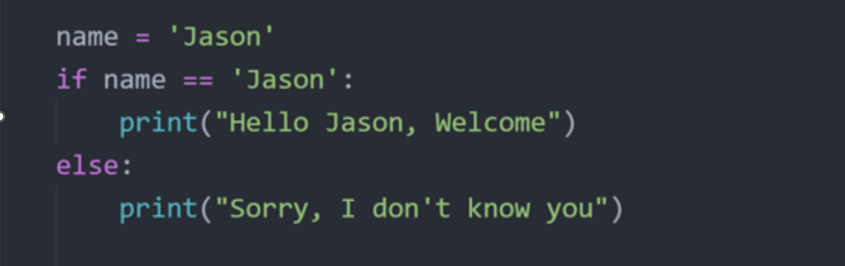 name = 'Jason'
if name == 'Jason':
    print("Hello Jason, Welcome")
else:
    print("Sorry, I don't know you")